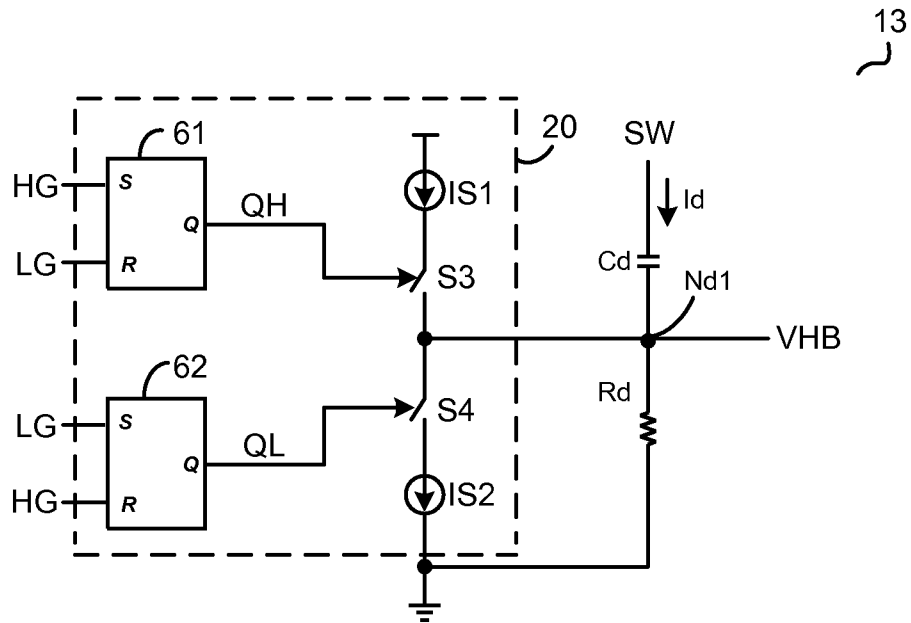 13
20
SW
61
HG
S
Q
LG
R
QH
IS1
S3
Id
Cd
Nd1
VHB
62
LG
S
Q
HG
R
QL
S4
IS2
Rd